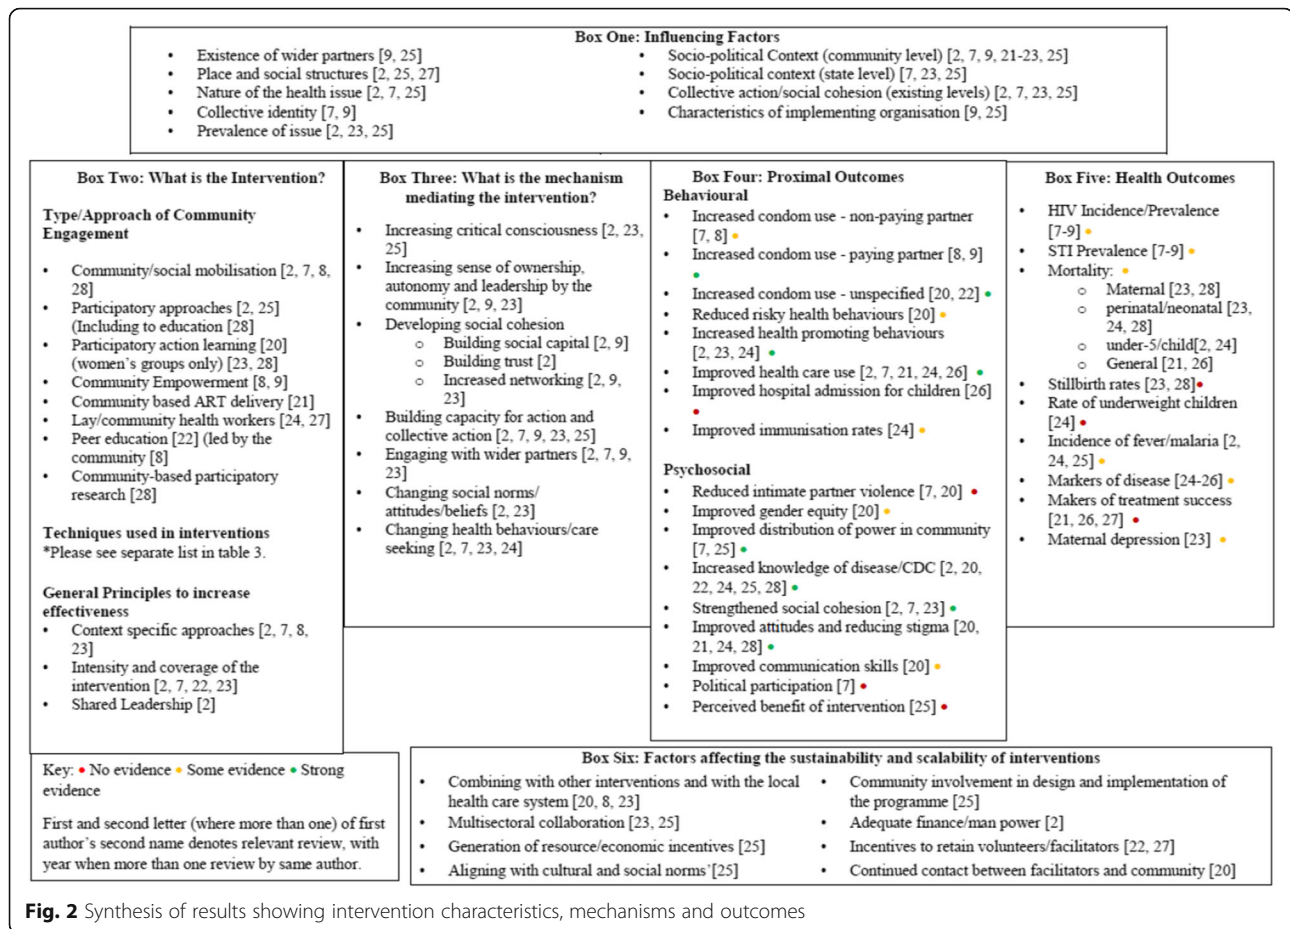 Box One: Influencing Factors
• Existence of wider partners [9, 25]
• Place and social structures [2, 25, 27]
• Nature of the health issue [2, 7, 25]
• Collective identity [7, 9]
• Prevalence of issue [2, 23, 25]
• Socio-political Context (community level) [2, 7, 9, 21-23, 25]
• Socio-political context (state level) [7, 23, 25]
• Collective action/social cohesion (existing levels) [2, 7, 23, 25]
• Characteristics of implementing organisation [9, 25]
Box Two: What is the Intervention?
Type/Approach of Community
Engagement
• Community/social mobilisation [2, 7, 8,
28]
• Participatory approaches [2, 25]
(Including to education [28]
• Participatory action learning [20]
(women's groups only) [23, 28]
• Community Empowerment [8, 9]
• Community based ART delivery [21]
• Lay/community health workers [24, 27]
• Peer education [22] (led by the
community [8]
• Community-based participatory
research [28]
Techniques used in interventions
*Please see separate list in table 3.
General Principles to increase
effectiveness
• Context specific approaches [2, 7, 8,
23]
• Intensity and coverage of the
intervention [2, 7, 22, 23]
• Shared Leadership [2]
Box Three: What is the mechanism
mediating the intervention?
• Increasing critical consciousness [2, 23,
25]
• Increasing sense of ownership,
autonomy and leadership by the
community [2, 9, 23]
• Developing social cohesion
o Building social capital [2, 9]
o Building trust [2]
o Increased networking [2, 9,
23]
• Building capacity for action and
collective action [2, 7, 9, 23, 25]
• Engaging with wider partners [2, 7, 9,
23]
• Changing social norms/
attitudes/beliefs [2, 23]
• Changing health behaviours/care
seeking [2, 7, 23, 24]
Box Four: Proximal Outcomes
Behavioural
• Increased condom use - non-paying partner
[7, 8] •
• Increased condom use - paying partner [8, 9]
•
• Increased condom use - unspecified [20, 22] •
• Reduced risky health behaviours [20] •
• Increased health promoting behaviours
[2, 23, 24] •
• Improved health care use [2, 7, 21, 24, 26] •
• Improved hospital admission for children [26]
•
• Improved immunisation rates [24] •
Psychosocial
• Reduced intimate partner violence [7, 20] •
• Improved gender equity [20] •
• Improved distribution of power in community
[7, 25] •
• Increased knowledge of disease/CDC [2, 20,
22, 24, 25, 28] •
• Strengthened social cohesion [2, 7, 23] •
• Improved attitudes and reducing stigma [20,
21, 24, 28] •
• Improved communication skills [20] •
• Political participation [7] •
• Perceived benefit of intervention [25] •
Box Five: Health Outcomes
• HIV Incidence/Prevalence
[7-9] •
• STI Prevalence [7-9] •
• Mortality: •
o Maternal [23, 28]
o perinatal/neonatal [23,
24, 28]
o under-5/child[2, 24]
o General [21, 26]
• Stillbirth rates [23, 28]•
• Rate of underweight children
[24] •
• Incidence of fever/malaria [2,
24, 25] •
• Markers of disease [24-26] •
• Makers of treatment success
[21, 26, 27] •
• Maternal depression [23] •
Key: • No evidence • Some evidence • Strong
evidence
First and second letter (where more than one) of first
author's second name denotes relevant review, with
year when more than one review by same author.
Box Six: Factors affecting the sustainability and scalability of interventions
• Combining with other interventions and with the local
health care system [20, 8, 23]
• Multisectoral collaboration [23, 25]
• Generation of resource/economic incentives [25]
• Aligning with cultural and social norms'[25]
• Community involvement in design and implementation of
the programme [25]
• Adequate finance/man power [2]
• Incentives to retain volunteers/facilitators [22, 27]
• Continued contact between facilitators and community [20]
Fig. 2 Synthesis of results showing intervention characteristics, mechanisms and outcomes